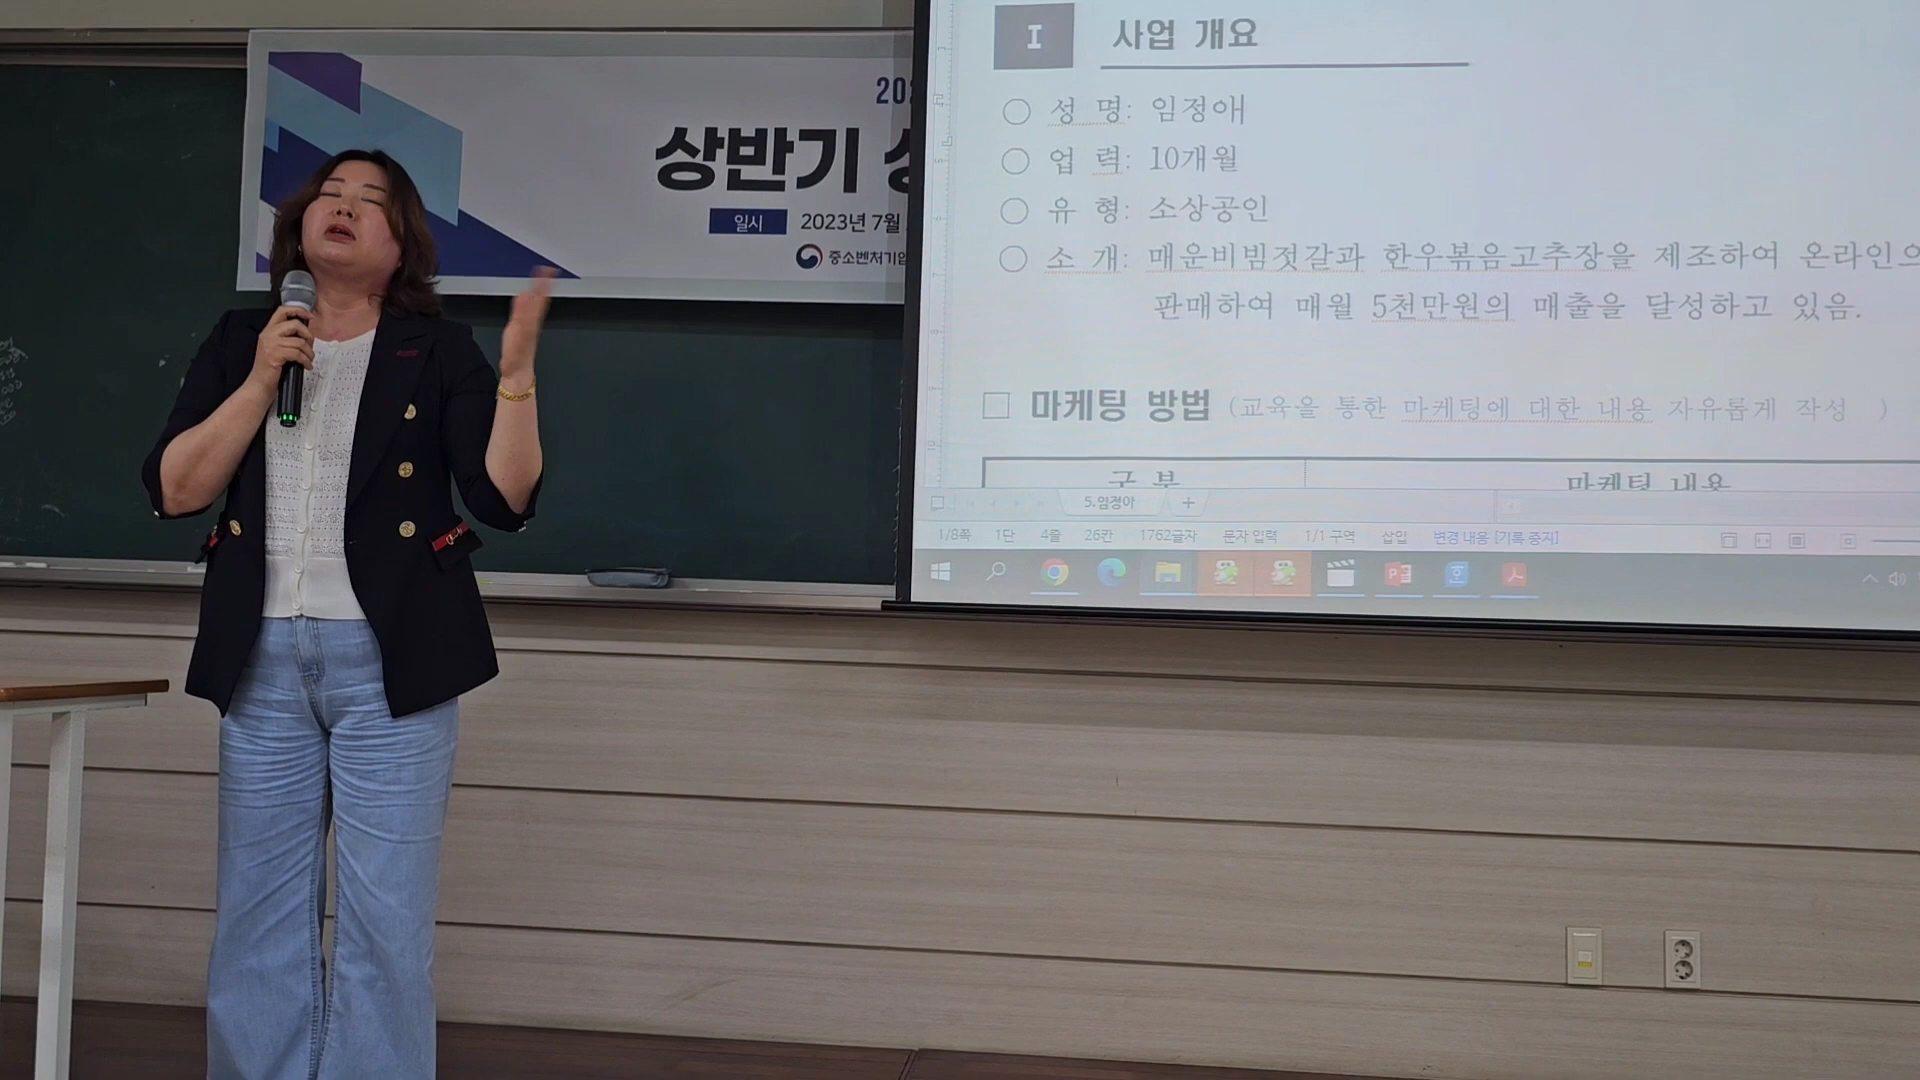 상반기
일시 2023년 7월
중소벤처기업
I 사업 개요
○ 성 명: 임정애
○ 업 력: 10개월
○ 유 형: 소상공인
○ 소 개: 매운비빔젓갈과 한우볶음고추장을 제조하여 온라인으
판매하여 매월 5천만원의 매출을 달성하고 있음.
□ 마케팅 방법 (교육을 통한 마케팅에 대한 내용 자유롭게 작성 )
구 분 마케팅 내용
5.임정아 +
1/8쪽 1단 4줄 26칸 1762글자 문자 입력 1/1 구역 삽입 변경 내용 [기록 중지]